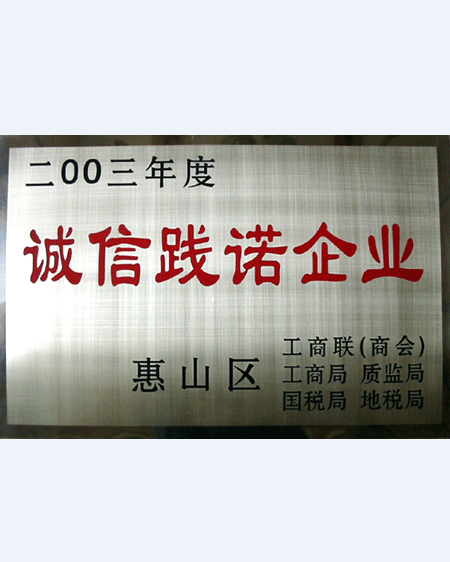 二00三年度
诚信践诺企业
惠山区
工商联(商会)
工商局 质监局
国税局 地税局